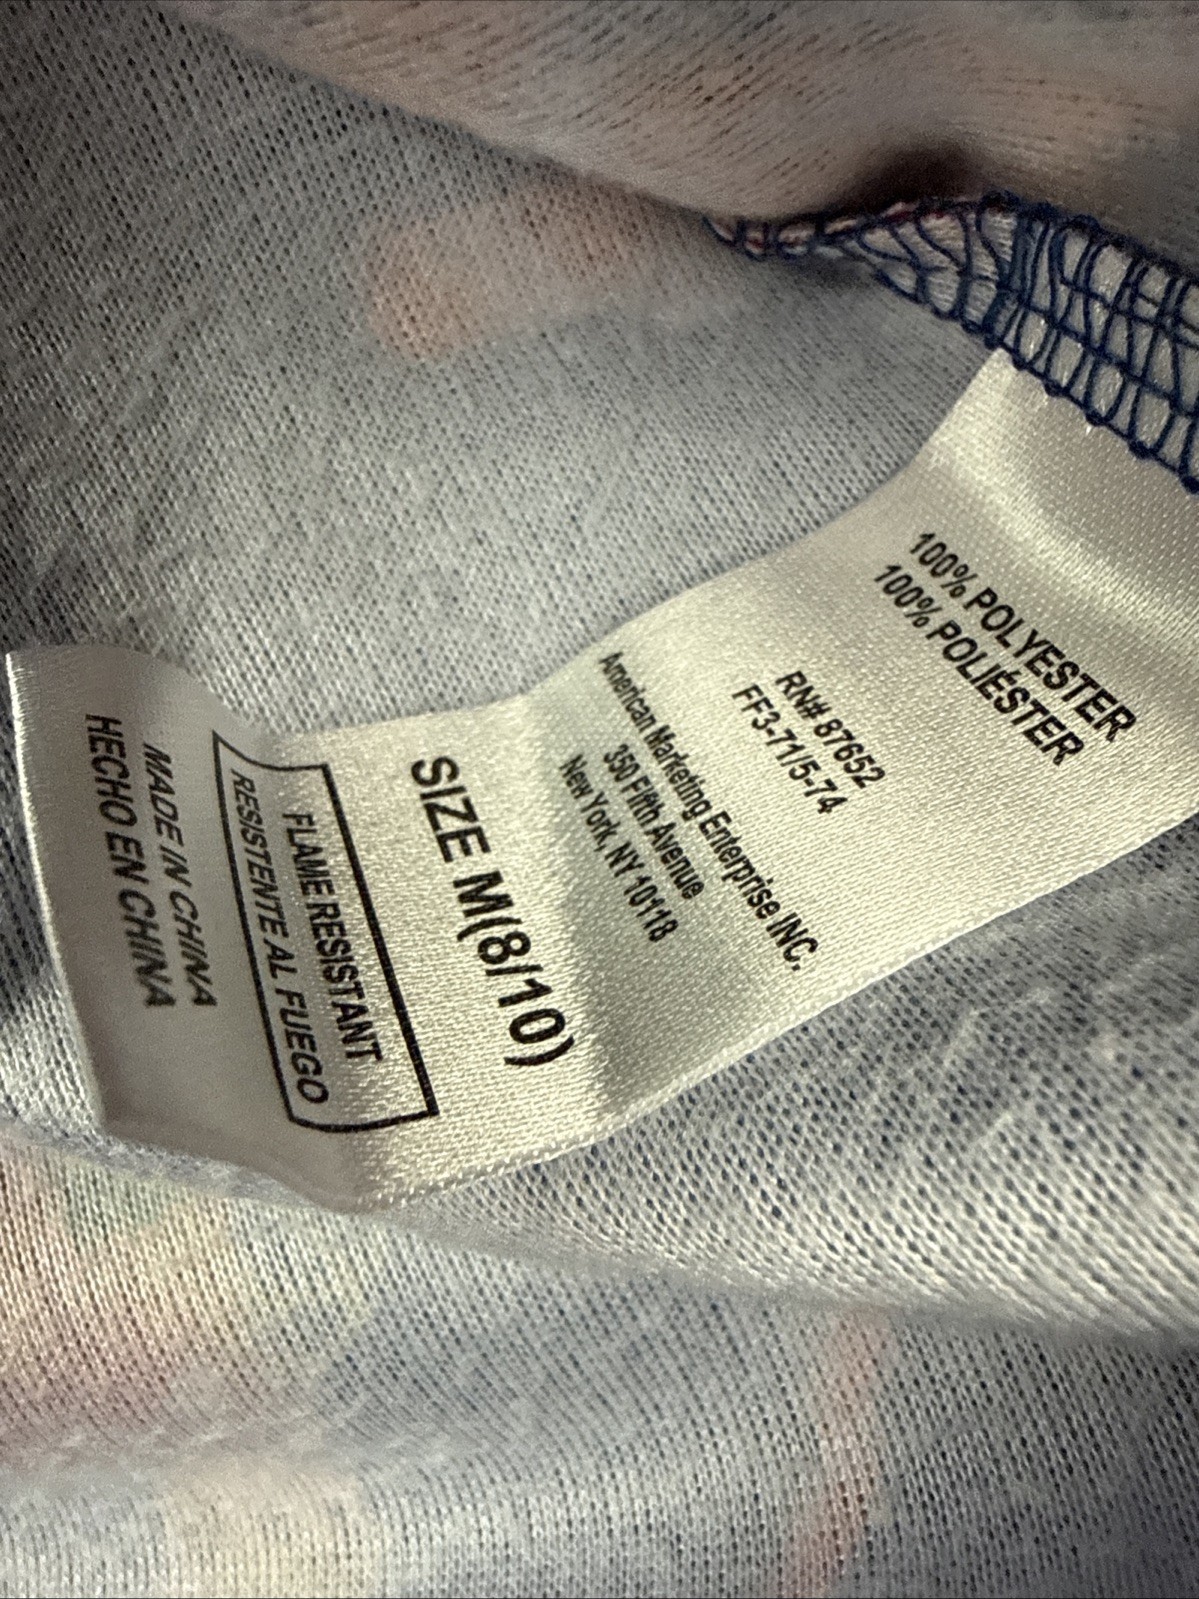 100% POLYESTER
100% POLIÉSTER
RN# 87652
FF3-71/5-74
American Marketing Enterprise INC.
350 Fifth Avenue
New York, NY 10118
SIZE M(8/10)
FLAME RESISTANT
RESISTENTE AL FUEGO
MADE IN CHINA
HECHO EN CHINA